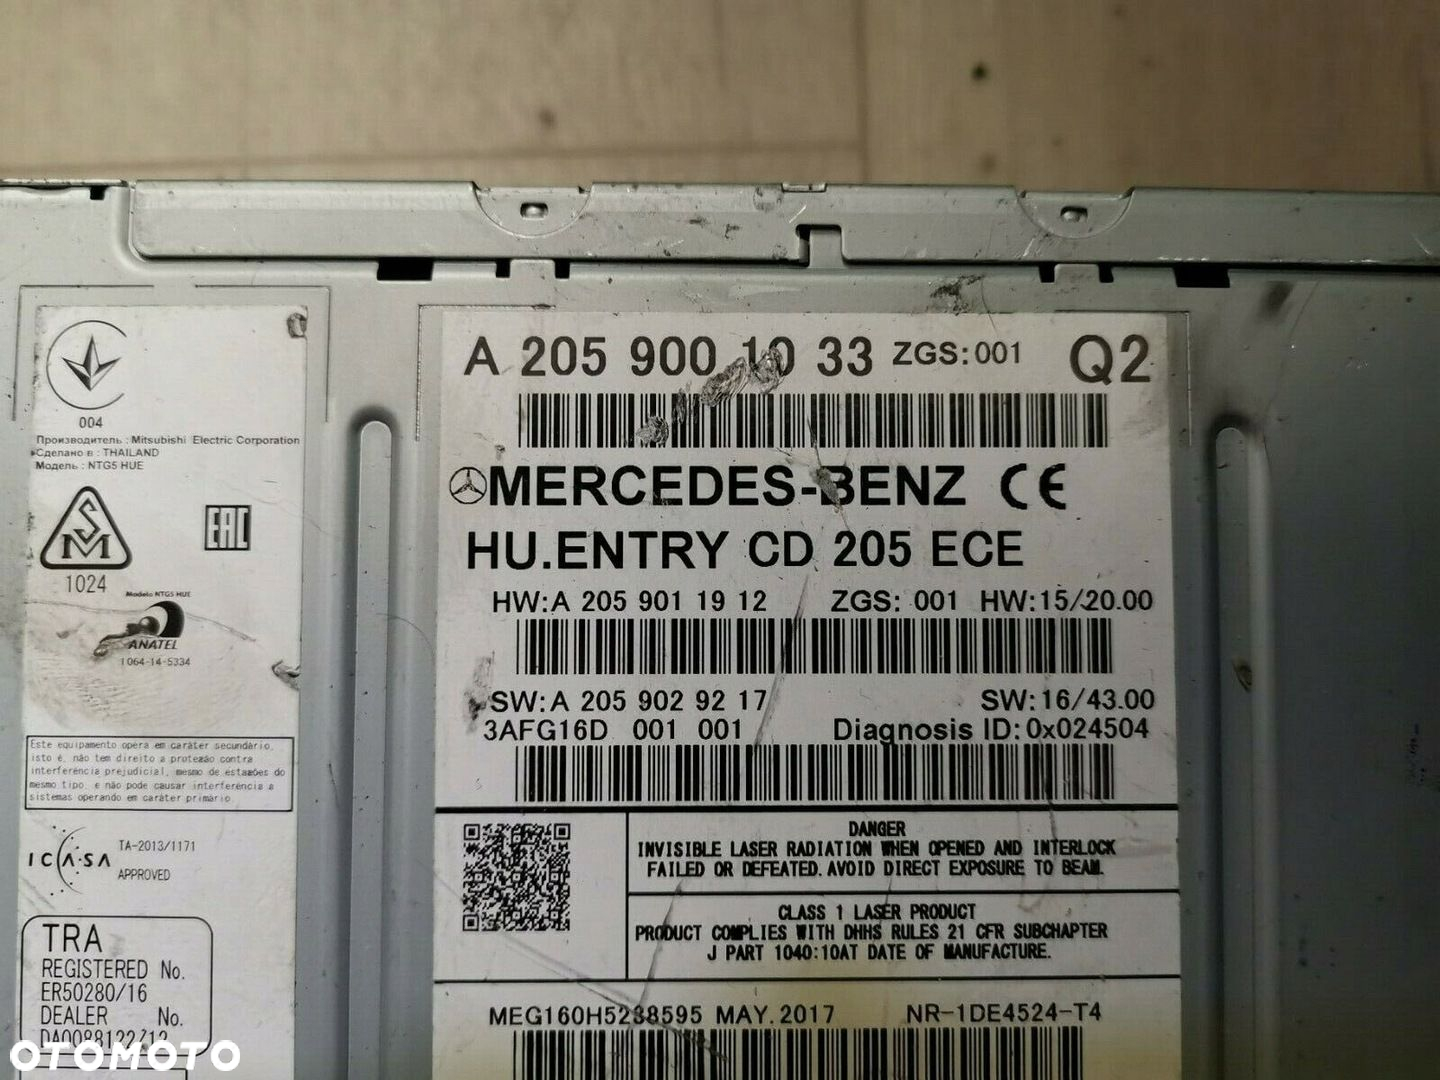 004
Производитель : Mitsubishi Electric Corporation
Сделано в : THAILAND
Модель : NTG5 HUE
SM
1024
EAC
Modelo NTG5 HUE
ANATEL
1064-14-5334
Este equipamento opera em caráter secundário,
isto é, não tem direito a proteção contra
interferência prejudicial, mesmo de estações do
mesmo tipo, e não pode causar interferência a
sistemas operando em caráter primário.
ICASA
TA-2013/1171
APPROVED
TRA
REGISTERED No.
ER50280/16
DEALER No.
DA0088122/12
A 205 900 10 33 ZGS:001 Q2
MERCEDES-BENZ CE
HU.ENTRY CD 205 ECE
HW:A 205 901 19 12 ZGS: 001 HW:15/20.00
SW:A 205 902 92 17 SW:16/43.00
3AFG16D 001 001 Diagnosis ID:0x024504
DANGER
INVISIBLE LASER RADIATION WHEN OPENED AND INTERLOCK
FAILED OR DEFEATED. AVOID DIRECT EXPOSURE TO BEAM.
CLASS 1 LASER PRODUCT
PRODUCT COMPLIES WITH DHHS RULES 21 CFR SUBCHAPTER
J PART 1040:10AT DATE OF MANUFACTURE.
MEG160H5238595 MAY.2017 NR-1DE4524-T4
OTOMOTO